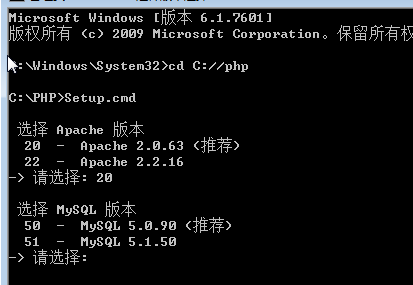 Microsoft Windows [版本 6.1.7601]
版权所有 (c) 2009 Microsoft Corporation。保留所有权
:\Windows\System32>cd C://php
C:\PHP>Setup.cmd
选择 Apache 版本
20 - Apache 2.0.63 (推荐)
22 - Apache 2.2.16
-> 请选择: 20
选择 MySQL 版本
50 - MySQL 5.0.90 (推荐)
51 - MySQL 5.1.50
-> 请选择: